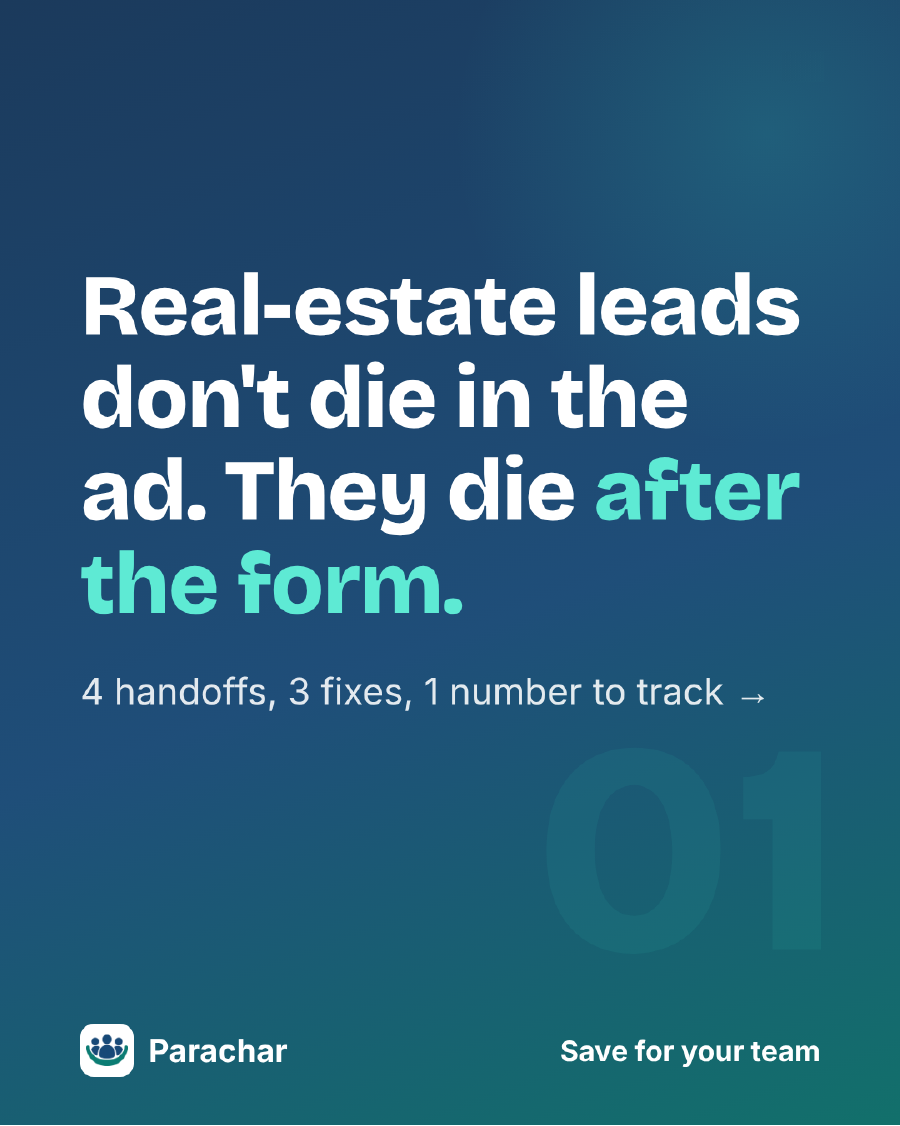 Real-estate leads
don't die in the
ad. They die after
the form.
4 handoffs, 3 fixes, 1 number to track →
01
Parachar
Save for your team